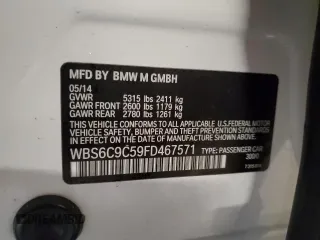 MFD BY BMW M GMBH
05/14
GVWR 5315 lbs 2411 kg
GAWR FRONT 2600 lbs 1179 kg
GAWR REAR 2780 lbs 1261 kg
THIS VEHICLE CONFORMS TO ALL APPLICABLE
U.S. FEDERAL MOTOR VEHICLE SAFETY,
BUMPER, AND THEFT PREVENTION STANDARDS
IN EFFECT ON THE DATE OF
MANUFACTURE SHOWN ABOVE.
WBS6C9C59FD467571 TYPE: PASSENGER CAR